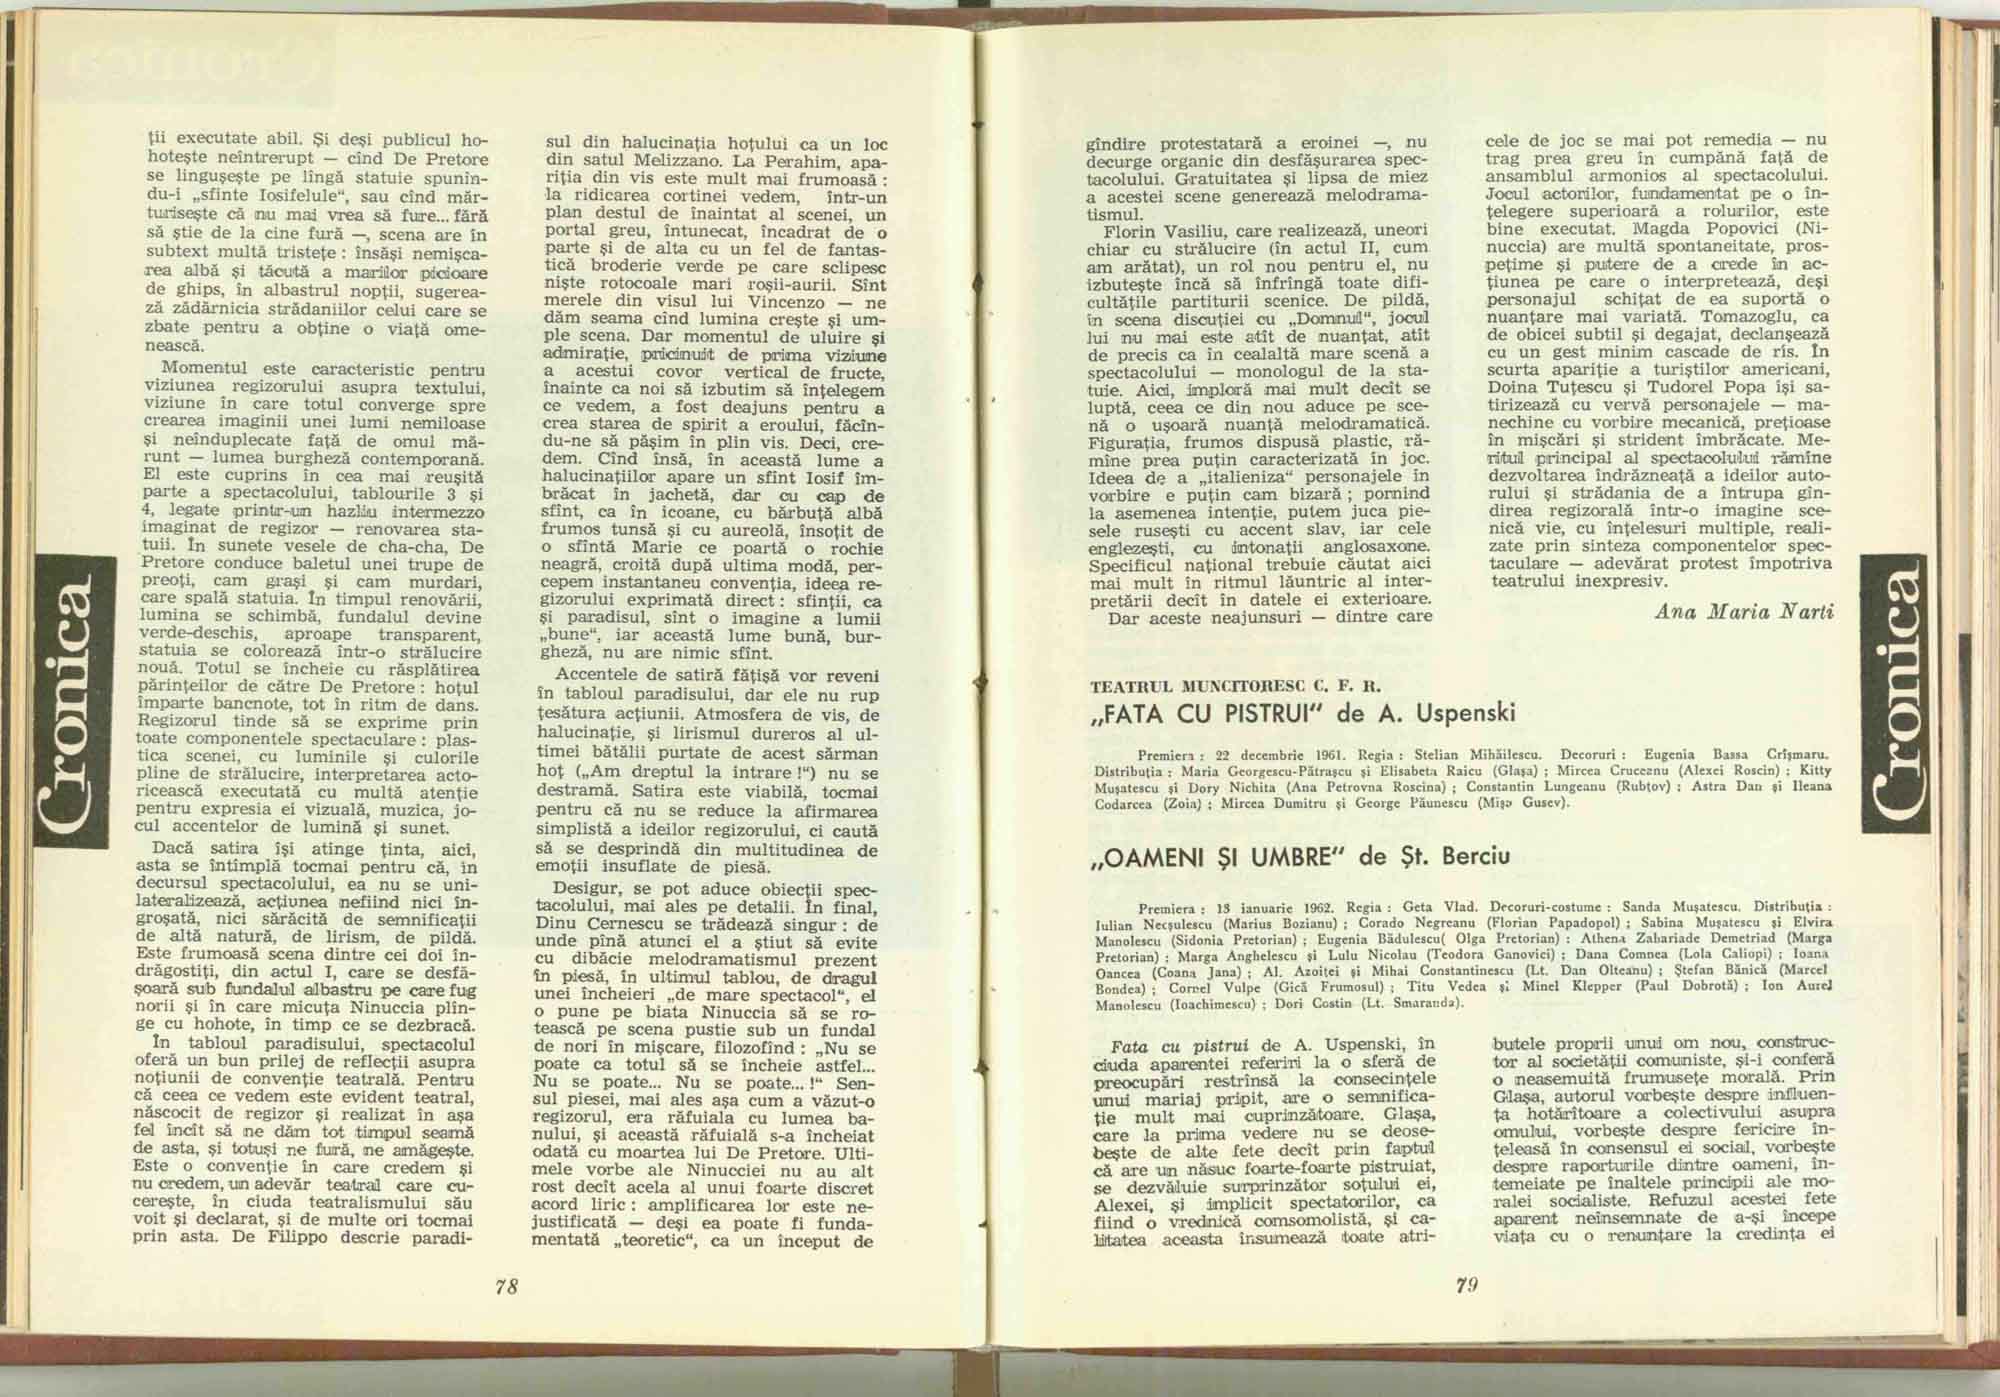 Cronica
ții executate abil. Și deși publicul ho-
hotește neîntrerupt — cînd De Pretore
se lingușește pe lîngă statuie spunîn-
du-i „sfinte Iosifelule“, sau cînd măr-
turisește că nu mai vrea să fure... fără
să știe de la cine fură —, scena are în
subtext multă tristețe : însăși nemișca-
rea albă și tăcută a marilor picioare
de ghips, în albastrul nopții, sugerea-
ză zădărnicia strădaniilor celui care se
zbate pentru a obține o viață ome-
nească.
Momentul este caracteristic pentru
viziunea regizorului asupra textului,
viziune în care totul converge spre
crearea imaginii unei lumi nemiloase
și neînduplecate față de omul mă-
runt — lumea burgheză contemporană.
El este cuprins în cea mai reușită
parte a spectacolului, tablourile 3 și
4, legate printr-un hazliu intermezzo
imaginat de regizor — renovarea sta-
tuii. În sunete vesele de cha-cha, De
Pretore conduce baletul unei trupe de
preoți, cam grași și cam murdari,
care spală statuia. În timpul renovării,
lumina se schimbă, fundalul devine
verde-deschis, aproape transparent,
statuia se colorează într-o strălucire
nouă. Totul se încheie cu răsplătirea
părințeilor de către De Pretore : hoțul
împarte bancnote, tot în ritm de dans.
Regizorul tinde să se exprime prin
toate componentele spectaculare : plas-
tica scenei, cu luminile și culorile
pline de strălucire, interpretarea acto-
ricească executată cu multă atenție
pentru expresia ei vizuală, muzica, jo-
cul accentelor de lumină și sunet.
Dacă satira își atinge ținta, aici,
asta se întîmplă tocmai pentru că, în
decursul spectacolului, ea nu se uni-
lateralizează, acțiunea nefiind nici în-
groșată, nici sărăcită de semnificații
de altă natură, de lirism, de pildă.
Este frumoasă scena dintre cei doi în-
drăgostiți, din actul I, care se desfă-
șoară sub fundalul albastru pe care fug
norii și în care micuța Ninuccia plîn-
ge cu hohote, în timp ce se dezbracă.
În tabloul paradisului, spectacolul
oferă un bun prilej de reflecții asupra
noțiunii de convenție teatrală. Pentru
că ceea ce vedem este evident teatral,
născocit de regizor și realizat în așa
fel încît să ne dăm tot timpul seamă
de asta, și totuși ne fură, ne amăgește.
Este o convenție în care credem și
nu credem, un adevăr teatral care cu-
cerește, în ciuda teatralismului său
voit și declarat, și de multe ori tocmai
prin asta. De Filippo descrie paradi-
sul din halucinația hoțului ca un loc
din satul Melizzano. La Perahim, apa-
riția din vis este mult mai frumoasă :
la ridicarea cortinei vedem, într-un
plan destul de înaintat al scenei, un
portal greu, întunecat, încadrat de o
parte și de alta cu un fel de fantas-
tică broderie verde pe care sclipesc
niște rotocoale mari roșii-aurii. Sînt
merele din visul lui Vincenzo — ne
dăm seama cînd lumina crește și um-
ple scena. Dar momentul de uluire și
admirație, pricinuit de prima viziune
a acestui covor vertical de fructe,
înainte ca noi să izbutim să înțelegem
ce vedem, a fost deajuns pentru a
crea starea de spirit a eroului, făcîn-
du-ne să pășim în plin vis. Deci, cre-
dem. Cînd însă, în această lume a
halucinațiilor apare un sfînt Iosif îm-
brăcat în jachetă, dar cu cap de
sfînt, ca în icoane, cu bărbuță albă
frumos tunsă și cu aureolă, însoțit de
o sfîntă Marie ce poartă o rochie
neagră, croită după ultima modă, per-
cepem instantaneu convenția, ideea re-
gizorului exprimată direct : sfinții, ca
și paradisul, sînt o imagine a lumii
„bune“, iar această lume bună, bur-
gheză, nu are nimic sfînt.
Accentele de satiră fățișă vor reveni
în tabloul paradisului, dar ele nu rup
țesătura acțiunii. Atmosfera de vis, de
halucinație, și lirismul dureros al ul-
timei bătălii purtate de acest sărman
hoț („Am dreptul la intrare !“) nu se
destramă. Satira este viabilă, tocmai
pentru că nu se reduce la afirmarea
simplistă a ideilor regizorului, ci caută
să se desprindă din multitudinea de
emoții insuflate de piesă.
Desigur, se pot aduce obiecții spec-
tacolului, mai ales pe detalii. În final,
Dinu Cernescu se trădează singur : de
unde pînă atunci el a știut să evite
cu dibăcie melodramatismul prezent
în piesă, în ultimul tablou, de dragul
unei încheieri „de mare spectacol“, el
o pune pe biata Ninuccia să se ro-
tească pe scena pustie sub un fundal
de nori în mișcare, filozofînd : „Nu se
poate ca totul să se încheie astfel...
Nu se poate... Nu se poate... !“ Sen-
sul piesei, mai ales așa cum a văzut-o
regizorul, era răfuiala cu lumea ba-
nului, și această răfuială s-a încheiat
odată cu moartea lui De Pretore. Ulti-
mele vorbe ale Ninucciei nu au alt
rost decît acela al unui foarte discret
acord liric : amplificarea lor este ne-
justificată — deși ea poate fi funda-
mentată „teoretic“, ca un început de
78
gîndire protestatară a eroinei —, nu
decurge organic din desfășurarea spec-
tacolului. Gratuitatea și lipsa de miez
a acestei scene generează melodrama-
tismul.
Florin Vasiliu, care realizează, uneori
chiar cu strălucire (în actul II, cum
am arătat), un rol nou pentru el, nu
izbutește încă să înfrîngă toate difi-
cultățile partiturii scenice. De pildă,
în scena discuției cu „Domnul“, jocul
lui nu mai este atît de nuanțat, atît
de precis ca în cealaltă mare scenă a
spectacolului — monologul de la sta-
tuie. Aici, imploră mai mult decît se
luptă, ceea ce din nou aduce pe sce-
nă o ușoară nuanță melodramatică.
Figurația, frumos dispusă plastic, ră-
mîne prea puțin caracterizată în joc.
Ideea de a „italieniza“ personajele în
vorbire e puțin cam bizară ; pornind
la asemenea intenție, putem juca pie-
sele rusești cu accent slav, iar cele
englezești, cu intonații anglosaxone.
Specificul național trebuie căutat aici
mai mult în ritmul lăuntric al inter-
pretării decît în datele ei exterioare.
Dar aceste neajunsuri — dintre care
cele de joc se mai pot remedia — nu
trag prea greu în cumpănă față de
ansamblul armonios al spectacolului.
Jocul actorilor, fundamentat pe o în-
țelegere superioară a rolurilor, este
bine executat. Magda Popovici (Ni-
nuccia) are multă spontaneitate, pros-
pețime și putere de a crede în ac-
țiunea pe care o interpretează, deși
personajul schițat de ea suportă o
nuanțare mai variată. Tomazoglu, ca
de obicei subtil și degajat, declanșează
cu un gest minim cascade de rîs. În
scurta apariție a turiștilor americani,
Doina Tuțescu și Tudorel Popa își sa-
tirizează cu vervă personajele — ma-
nechine cu vorbire mecanică, prețioase
în mișcări și strident îmbrăcate. Me-
ritul principal al spectacolului rămîne
dezvoltarea îndrăzneață a ideilor auto-
rului și strădania de a întrupa gîn-
direa regizorală într-o imagine sce-
nică vie, cu înțelesuri multiple, reali-
zate prin sinteza componentelor spec-
taculare — adevărat protest împotriva
teatrului inexpresiv.
Ana Maria Narti
TEATRUL MUNCITORESC C. F. R.
„FATA CU PISTRUI“ de A. Uspenski
Premiera : 22 decembrie 1961. Regia : Stelian Mihăilescu. Decoruri : Eugenia Bassa Crîșmaru.
Distribuția : Maria Georgescu-Pătrașcu și Elisabeta Raicu (Glașa) ; Mircea Cruceanu (Alexei Roscin) ; Kitty
Mușatescu și Dory Nichita (Ana Petrovna Roscina) ; Constantin Lungeanu (Rubțov) ; Astra Dan și Ileana
Codarcea (Zoia) ; Mircea Dumitru și George Păunescu (Mișa Gusev).
„OAMENI ȘI UMBRE“ de Șt. Berciu
Premiera : 13 ianuarie 1962. Regia : Geta Vlad. Decoruri-costume : Sanda Mușatescu. Distribuția :
Iulian Necșulescu (Marius Bozianu) ; Corado Negreanu (Florian Papadopol) ; Sabina Mușatescu și Elvira
Manolescu (Sidonia Pretorian) ; Eugenia Bădulescu( Olga Pretorian) : Athena Zahariade Demetriad (Marga
Pretorian) ; Marga Anghelescu și Lulu Nicolau (Teodora Ganovici) ; Dana Comnea (Lola Caliopi) ; Ioana
Oancea (Coana Jana) ; Al. Azoiței și Mihai Constantinescu (Lt. Dan Olteanu) ; Ștefan Bănică (Marcel
Bondea) ; Cornel Vulpe (Gică Frumosul) ; Titu Vedea și Minel Klepper (Paul Dobrotă) ; Ion Aurel
Manolescu (Ioachimescu) ; Dori Costin (Lt. Smaranda).
Fata cu pistrui de A. Uspenski, în
ciuda aparentei referiri la o sferă de
preocupări restrînsă la consecințele
unui mariaj pripit, are o semnifica-
ție mult mai cuprinzătoare. Glașa,
care la prima vedere nu se deose-
bește de alte fete decît prin faptul
că are un năsuc foarte-foarte pistruiat,
se dezvăluie surprinzător soțului ei,
Alexei, și implicit spectatorilor, ca
fiind o vrednică comsomolistă, și ca-
litatea aceasta însumează toate atri-
butele proprii unui om nou, construc-
tor al societății comuniste, și-i conferă
o neasemuită frumusețe morală. Prin
Glașa, autorul vorbește despre influen-
ța hotărîtoare a colectivului asupra
omului, vorbește despre fericire în-
țeleasă în consensul ei social, vorbește
despre raporturile dintre oameni, în-
temeiate pe înaltele principii ale mo-
ralei socialiste. Refuzul acestei fete
aparent neînsemnate de a-și începe
viața cu o renunțare la credința ei
79
Cronica